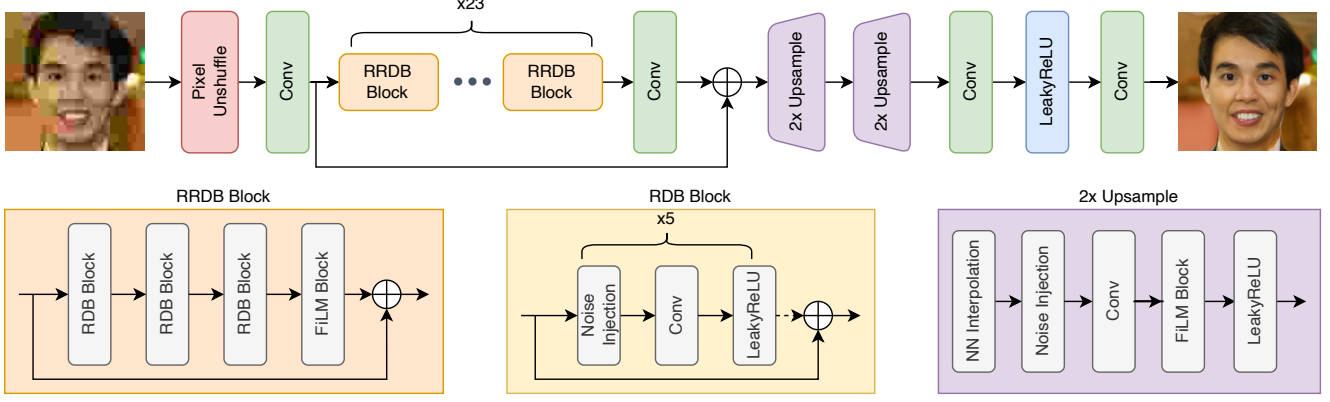 x23
Pixel
Unshuffle
Conv
RRDB
Block
RRDB
Block
Conv
2x Upsample
2x Upsample
Conv
LeakyReLU
Conv
RRDB Block
RDB Block
RDB Block
RDB Block
FiLM Block
RDB Block
x5
Noise
Injection
Conv
LeakyReLU
2x Upsample
NN Interpolation
Noise Injection
Conv
FiLM Block
LeakyReLU